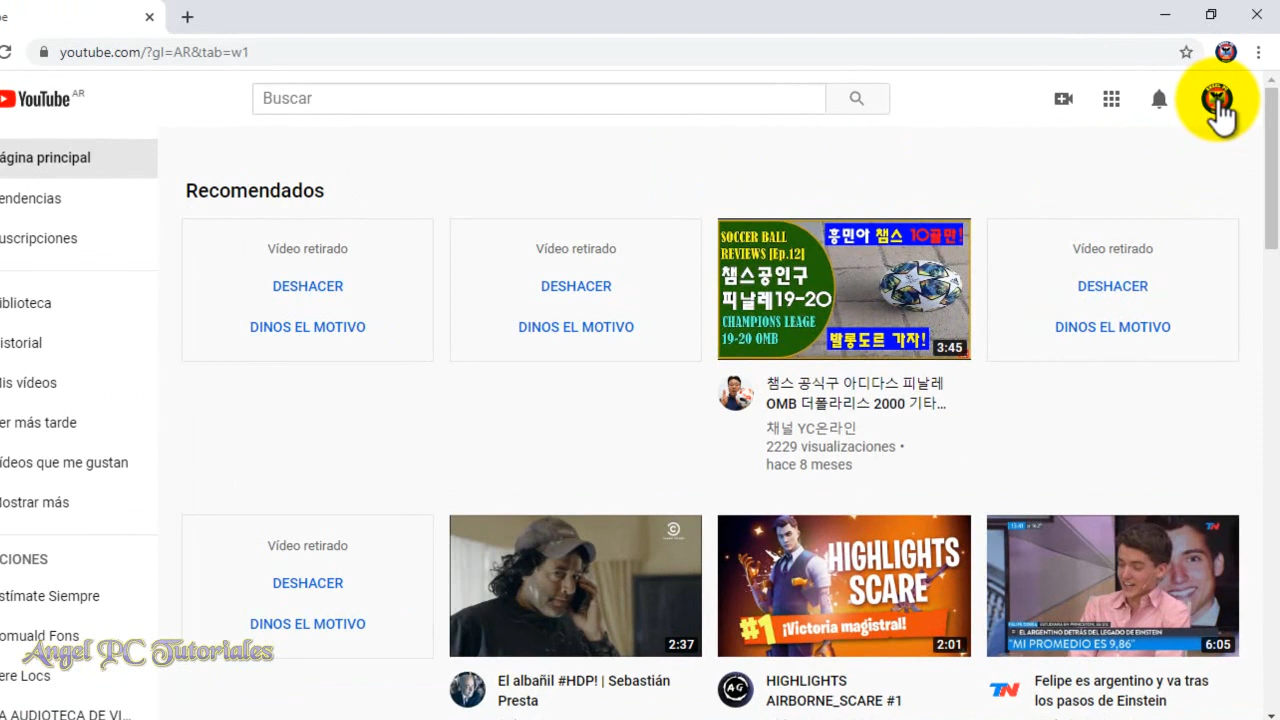 be
youtube.com/?gl=AR&tab=w1
YouTube AR
Buscar
ágina principal
endencias
uscripciones
iblioteca
istorial
is vídeos
er más tarde
ídeos que me gustan
ostrar más
CIONES
stímate Sphere
omuald Fons
ere Locs
A AUDIOTECA DE VI...
Angel PC Tutoriales
Recomendados
Vídeo retirado
DESHACER
DINOS EL MOTIVO
Vídeo retirado
DESHACER
DINOS EL MOTIVO
SOCCER BALL
REVIEWS [Ep.12]
챔스공인구
피날레19-20
CHAMPIONS LEAGE
19-20 OMB
흥민아 챔스 10골만!
발롱도르 가자!
3:45
챔스 공식구 아디다스 피날레
OMB 더폴라리스 2000 기타...
채널 YC온라인
2229 visualizaciones •
hace 8 meses
Vídeo retirado
DESHACER
DINOS EL MOTIVO
Vídeo retirado
DESHACER
DINOS EL MOTIVO
2:37
El albañil #HDP! | Sebastián
Presta
HIGHLIGHTS
SCARE
#1 ¡Victoria magistral!
2:01
AG
HIGHLIGHTS
AIRBORNE_SCARE #1
TN
EL ARGENTINO DETRÁS DEL LEGADO DE EINSTEIN
"MI PROMEDIO ES 9,86"
6:05
TN
Felipe es argentino y va tras
los pasos de Einstein